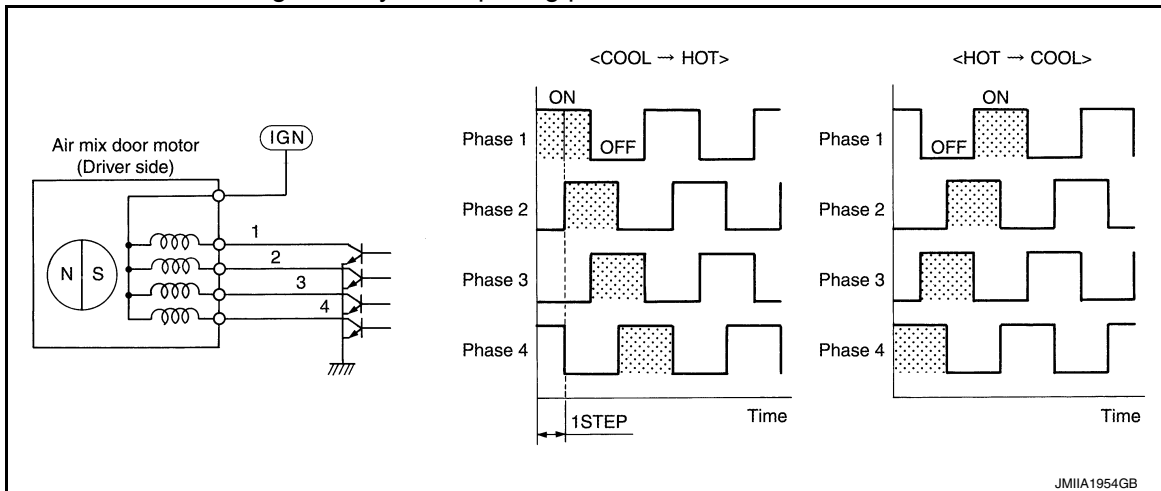 Air mix door motor
(Driver side)
IGN
N S
1
2
3
4
<COOL → HOT>
ON
OFF
Phase 1
Phase 2
Phase 3
Phase 4
Time
1STEP
<HOT → COOL>
ON
OFF
Phase 1
Phase 2
Phase 3
Phase 4
Time
JMIIA1954GB